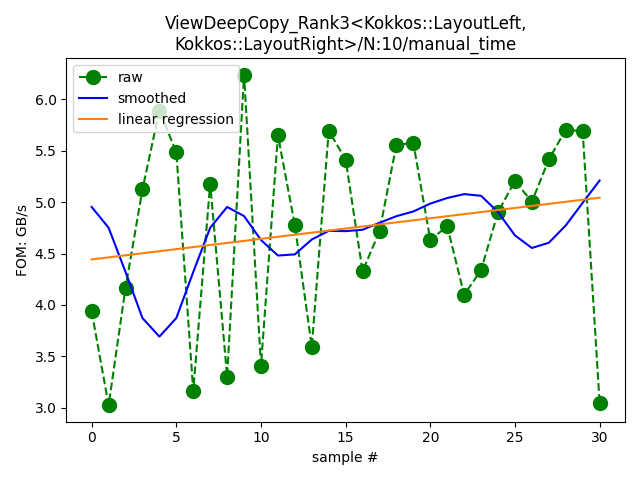 ViewDeepCopy_Rank3<Kokkos::LayoutLeft,
Kokkos::LayoutRight>/N:10/manual_time
raw
smoothed
linear regression
FOM: GB/s
6.0
5.5
5.0
4.5
4.0
3.5
3.0
0 5 10 15 20 25 30
sample #